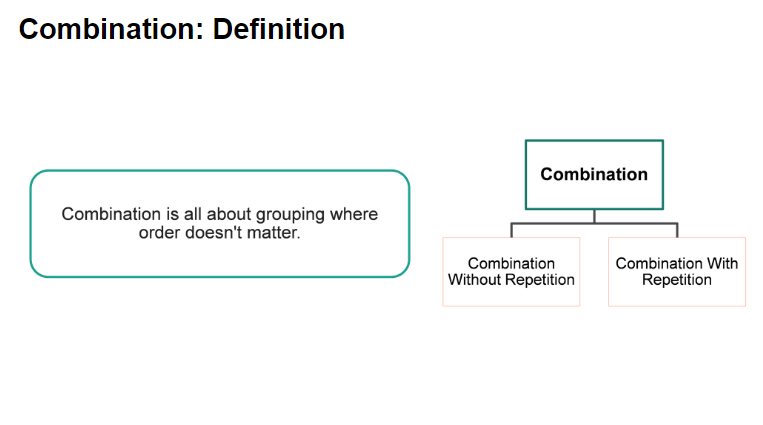 Combination: Definition
Combination is all about grouping where
order doesn't matter.
Combination
Combination
Without Repetition
Combination With
Repetition